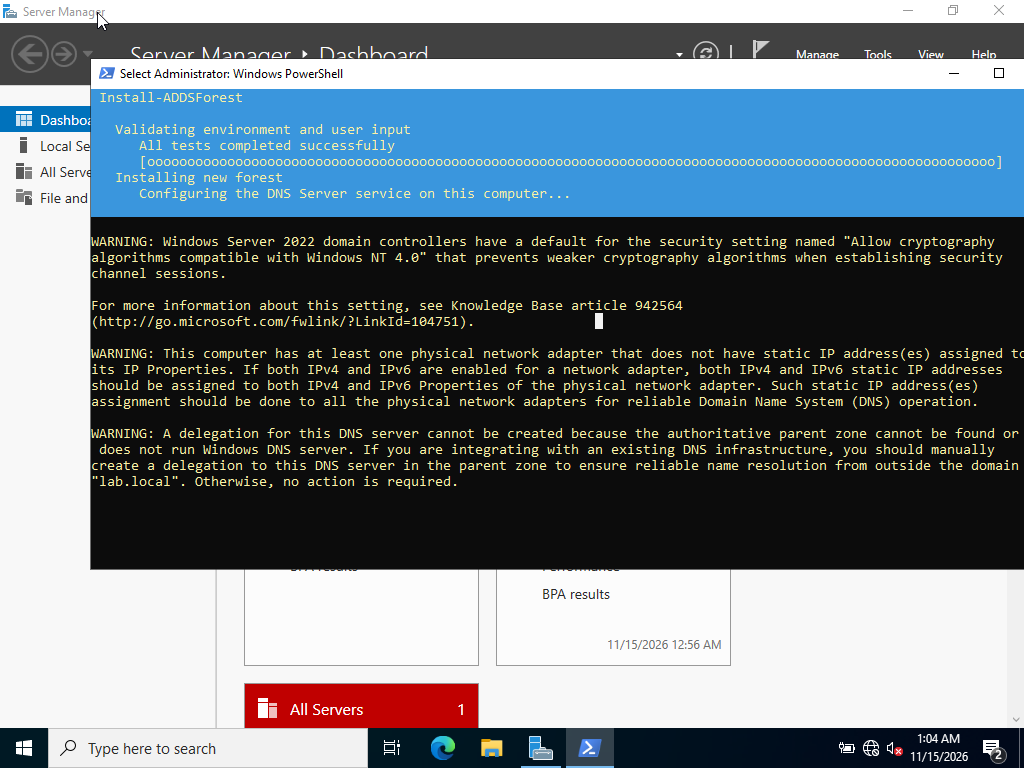 Server Manager
Server Manager Dashboard
Manage Tools View Help
Select Administrator: Windows PowerShell
Install-ADDSForest
Validating environment and user input
All tests completed successfully
[oooooooooooooooooooooooooooooooooooooooooooooooooooooooooooooooooooooooooooooooooooooooooooooooooooooooooo]
Installing new forest
Configuring the DNS Server service on this computer...
WARNING: Windows Server 2022 domain controllers have a default for the security setting named "Allow cryptography
algorithms compatible with Windows NT 4.0" that prevents weaker cryptography algorithms when establishing security
channel sessions.
For more information about this setting, see Knowledge Base article 942564
(http://go.microsoft.com/fwlink/?LinkId=104751).
WARNING: This computer has at least one physical network adapter that does not have static IP address(es) assigned to
its IP Properties. If both IPv4 and IPv6 are enabled for a network adapter, both IPv4 and IPv6 static IP addresses
should be assigned to both IPv4 and IPv6 Properties of the physical network adapter. Such static IP address(es)
assignment should be done to all the physical network adapters for reliable Domain Name System (DNS) operation.
WARNING: A delegation for this DNS server cannot be created because the authoritative parent zone cannot be found or
does not run Windows DNS server. If you are integrating with an existing DNS infrastructure, you should manually
create a delegation to this DNS server in the parent zone to ensure reliable name resolution from outside the domain
"lab.local". Otherwise, no action is required.
Dashboa
Local Se
All Serve
File and
BPA results
Performance
BPA results
11/15/2026 12:56 AM
All Servers 1
Type here to search
1:04 AM
11/15/2026
2